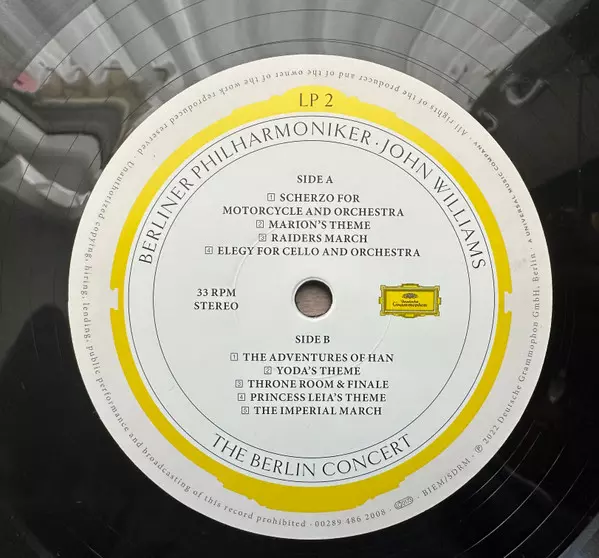 LP 2
BERLINER PHILHARMONIKER · JOHN WILLIAMS
SIDE A
1 SCHERZO FOR
MOTORCYCLE AND ORCHESTRA
2 MARION'S THEME
3 RAIDERS MARCH
4 ELEGY FOR CELLO AND ORCHESTRA
33 RPM
STEREO
Deutsche
Grammophon
SIDE B
1 THE ADVENTURES OF HAN
2 YODA'S THEME
3 THRONE ROOM & FINALE
4 PRINCESS LEIA'S THEME
5 THE IMPERIAL MARCH
THE BERLIN CONCERT
℗ 2022 Deutsche Grammophon GmbH, Berlin · A UNIVERSAL MUSIC COMPANY · All rights of the producer and of the owner of the work reproduced reserved · Unauthorized copying, hiring, lending, public performance and broadcasting of this record prohibited · 00289 486 2008 · BIEM/SDRM ·